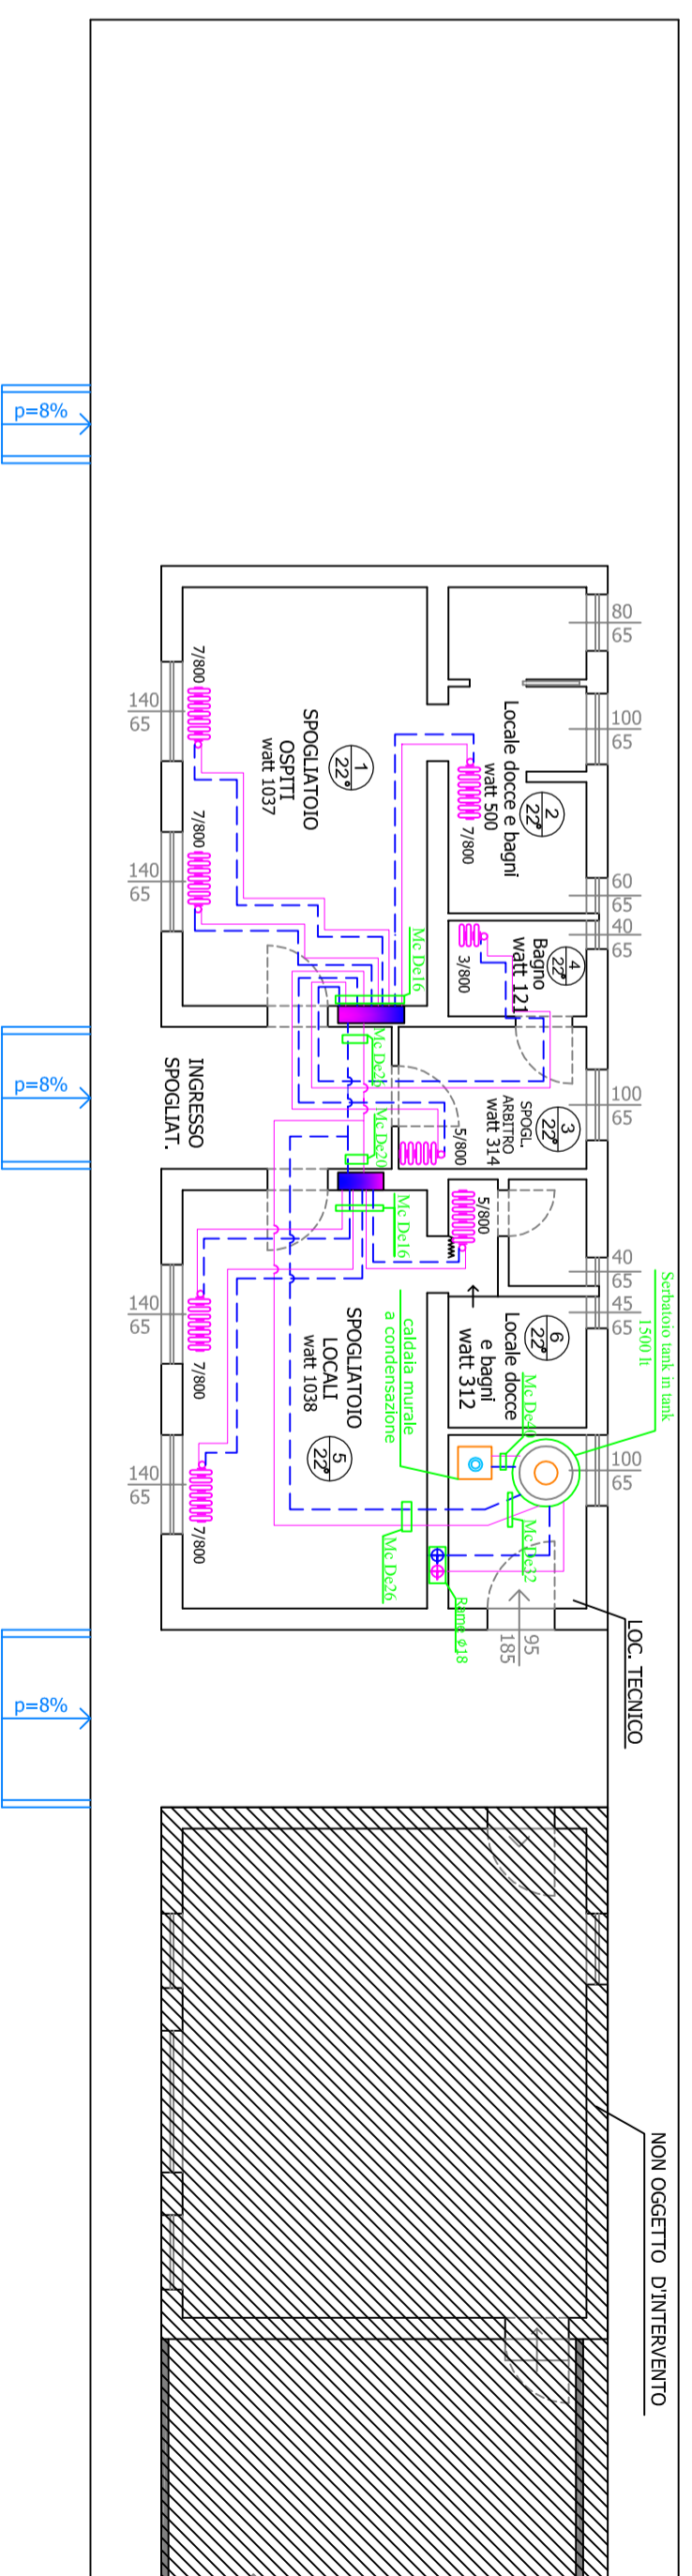 p=8%
80
65
100
65
60
65
40
65
100
65
40
65
45
65
100
65
Serbatoio tank in tank
1500 lt
7/800
140
65
SPOGLIATOIO
OSPITI
watt 1037
1
22°
Locale docce e bagni
watt 500
2
22°
7/800
7/800
140
65
Bagno
watt 121
4
22°
3/800
Mc De16
p=8%
INGRESSO
SPOGLIAT.
Mc De26
Mc De20
SPOGL.
ARBITRO
watt 314
3
22°
5/800
5/800
Mc De16
140
65
7/800
SPOGLIATOIO
LOCALI
watt 1038
5
22°
caldaia murale
a condensazione
Locale docce
e bagni
watt 312
6
22°
Mc De40
140
65
7/800
Mc De26
Mc De32
Rame ø18
95
185
LOC. TECNICO
p=8%
NON OGGETTO D'INTERVENTO